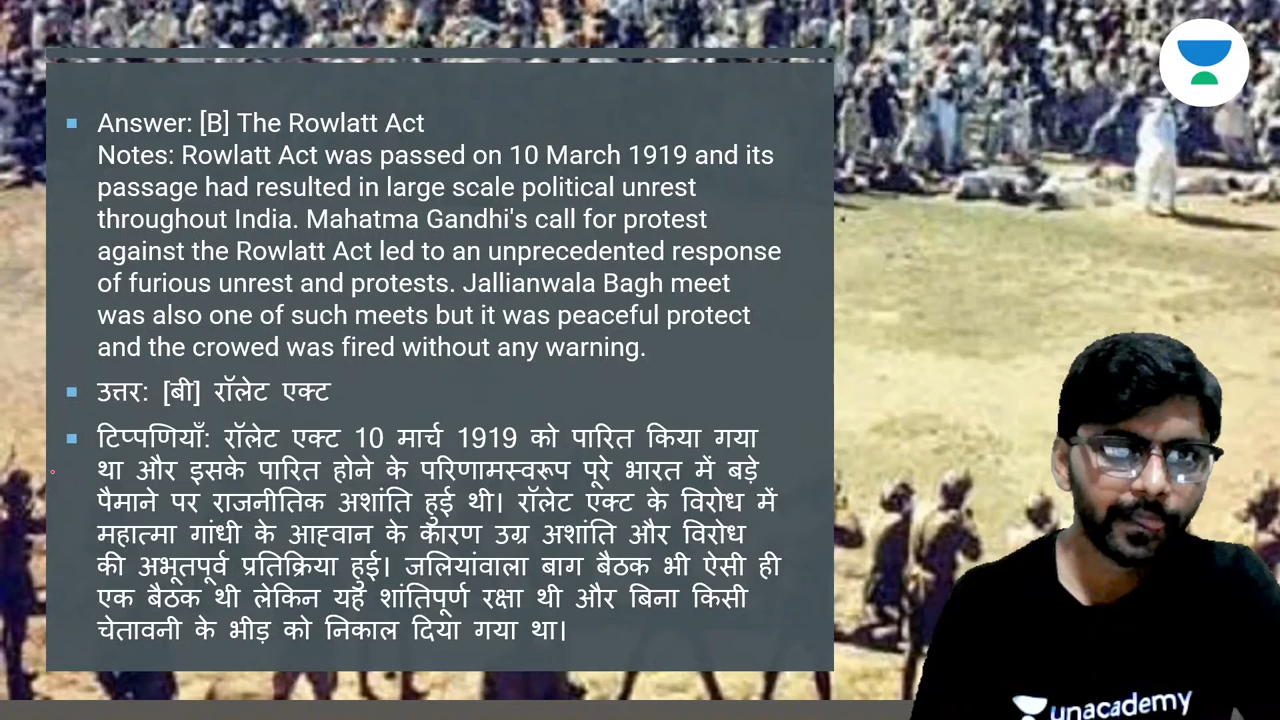 Answer: [B] The Rowlatt Act
Notes: Rowlatt Act was passed on 10 March 1919 and its
passage had resulted in large scale political unrest
throughout India. Mahatma Gandhi's call for protest
against the Rowlatt Act led to an unprecedented response
of furious unrest and protests. Jallianwala Bagh meet
was also one of such meets but it was peaceful protect
and the crowed was fired without any warning.
उत्तर: [बी] रॉलेट एक्ट
टिप्पणियाँ: रॉलेट एक्ट 10 मार्च 1919 को पारित किया गया
था और इसके पारित होने के परिणामस्वरूप पूरे भारत में बड़े
पैमाने पर राजनीतिक अशांति हुई थी। रॉलेट एक्ट के विरोध में
महात्मा गांधी के आह्वान के कारण उग्र अशांति और विरोध
की अभूतपूर्व प्रतिक्रिया हुई। जलियांवाला बाग बैठक भी ऐसी ही
एक बैठक थी लेकिन यह शांतिपूर्ण रक्षा थी और बिना किसी
चेतावनी के भीड़ को निकाल दिया गया था।
unacademy